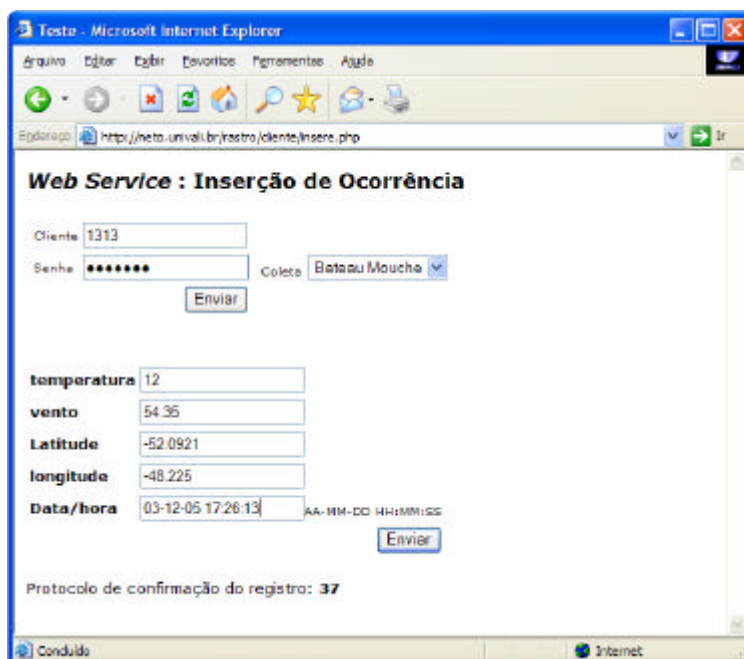 Teste - Microsoft Internet Explorer
Arquivo Editar Exibir Favoritos Ferramentas Ajuda
Endereço http://neto.univali.br/rastro/cliente/insere.php Ir
Web Service : Inserção de Ocorrência
Cliente 1313
Senha ••••••• Coleta Bateau Mouche
Enviar
temperatura 12
vento 54.35
Latitude -52.0921
longitude -48.225
Data/hora 03-12-05 17:26:13 AA-MM-DD HH:MM:SS
Enviar
Protocolo de confirmação do registro: 37
Concluído Internet